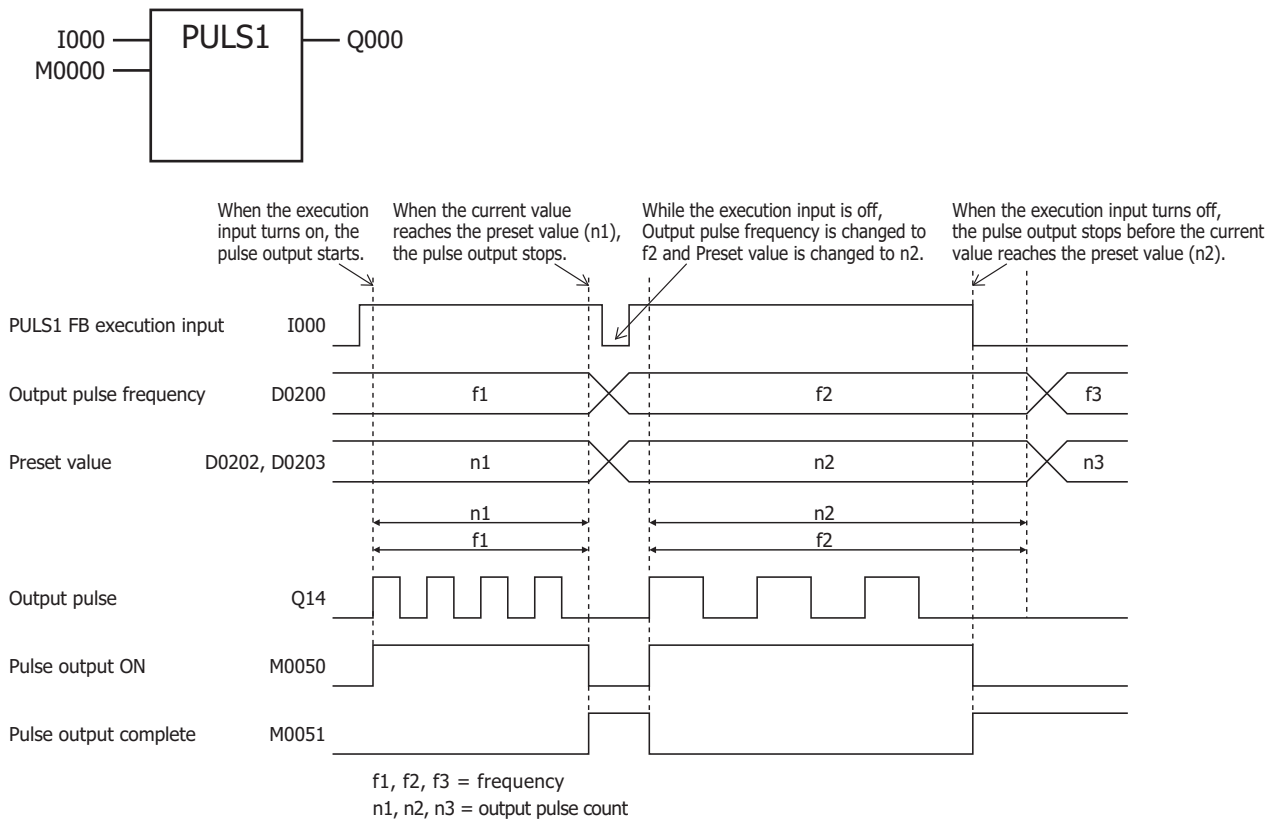 I000
M0000
PULS1
Q000
When the execution
input turns on, the
pulse output starts.
When the current value
reaches the preset value (n1),
the pulse output stops.
While the execution input is off,
Output pulse frequency is changed to
f2 and Preset value is changed to n2.
When the execution input turns off,
the pulse output stops before the current
value reaches the preset value (n2).
PULS1 FB execution input I000
Output pulse frequency D0200 f1 f2 f3
Preset value D0202, D0203 n1 n2 n3
n1 n2
f1 f2
Output pulse Q14
Pulse output ON M0050
Pulse output complete M0051
f1, f2, f3 = frequency
n1, n2, n3 = output pulse count